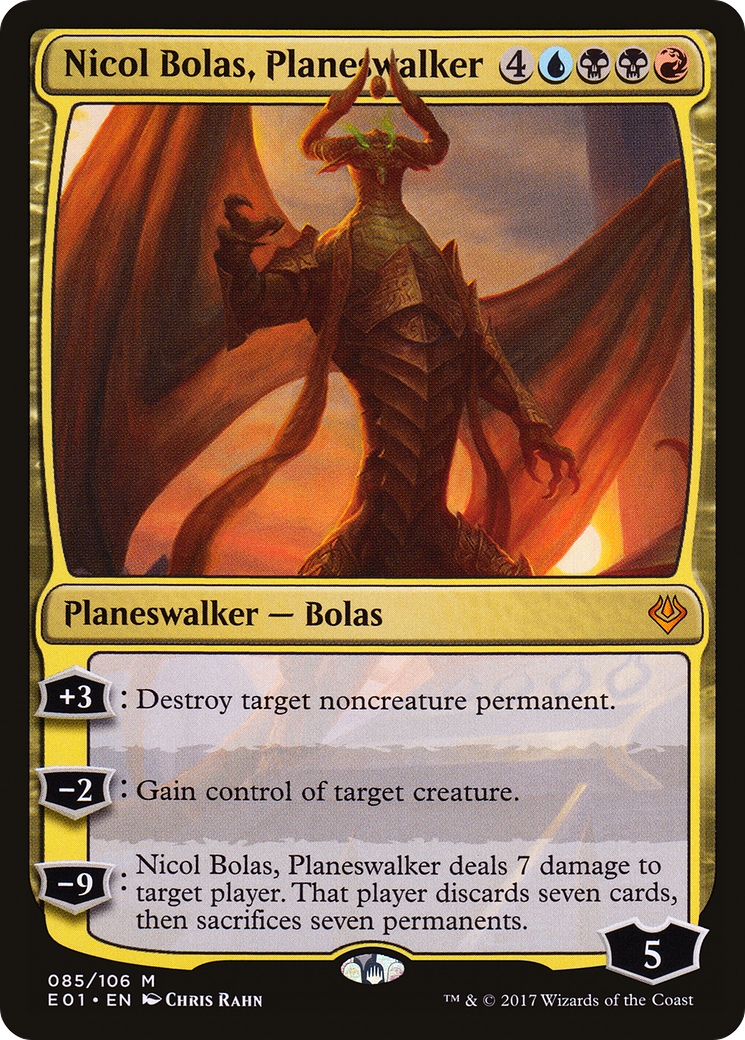 Nicol Bolas, Planeswalker 4
Planeswalker — Bolas
+3 : Destroy target noncreature permanent.
−2 : Gain control of target creature.
−9 : Nicol Bolas, Planeswalker deals 7 damage to
target player. That player discards seven cards,
then sacrifices seven permanents.
5
085/106 M
E01 • EN Chris Rahn
™ & © 2017 Wizards of the Coast